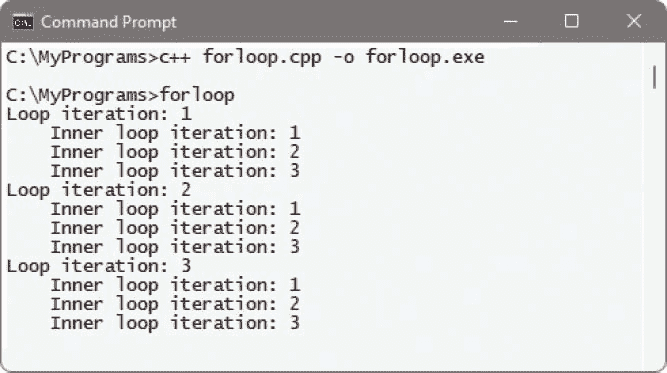 Command Prompt
C:\MyPrograms>c++ forloop.cpp -o forloop.exe
C:\MyPrograms>forloop
Loop iteration: 1
    Inner loop iteration: 1
    Inner loop iteration: 2
    Inner loop iteration: 3
Loop iteration: 2
    Inner loop iteration: 1
    Inner loop iteration: 2
    Inner loop iteration: 3
Loop iteration: 3
    Inner loop iteration: 1
    Inner loop iteration: 2
    Inner loop iteration: 3